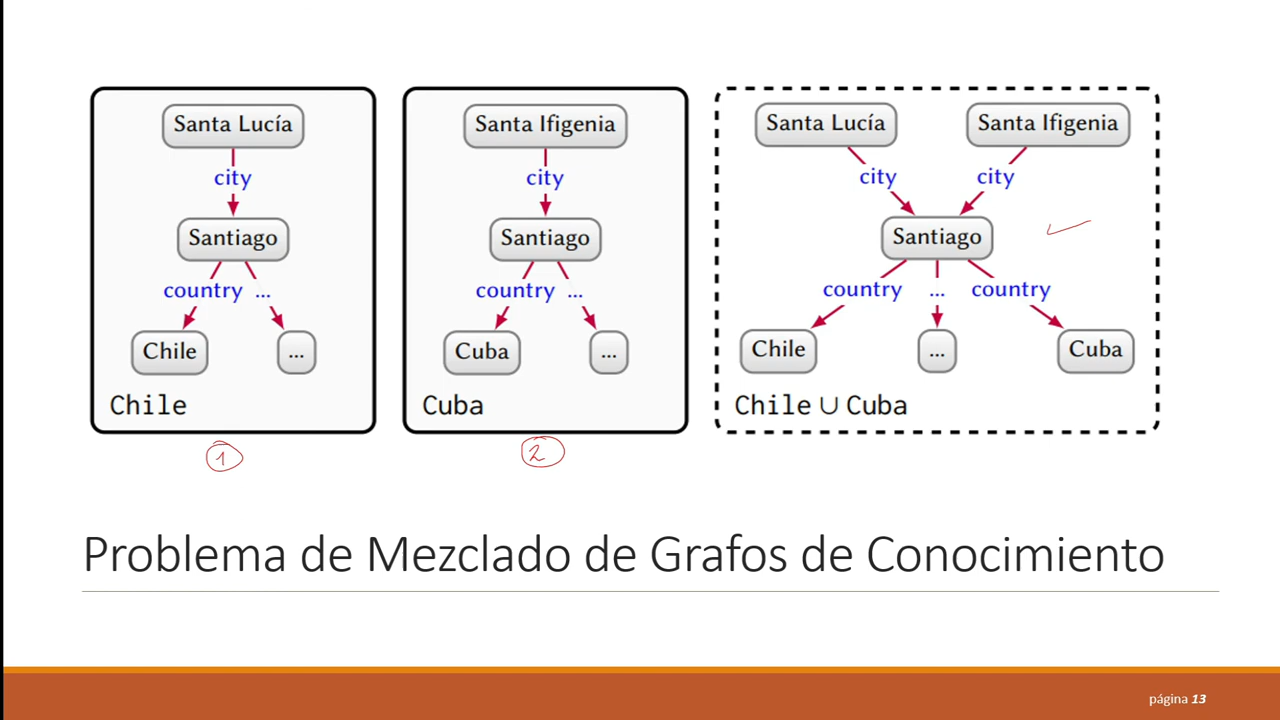 Santa Lucía
city
Santiago
country ...
Chile ...
Chile
1
Santa Ifigenia
city
Santiago
country ...
Cuba ...
Cuba
2
Santa Lucía Santa Ifigenia
city city
Santiago
country ... country
Chile ... Cuba
Chile ∪ Cuba
Problema de Mezclado de Grafos de Conocimiento
página 13